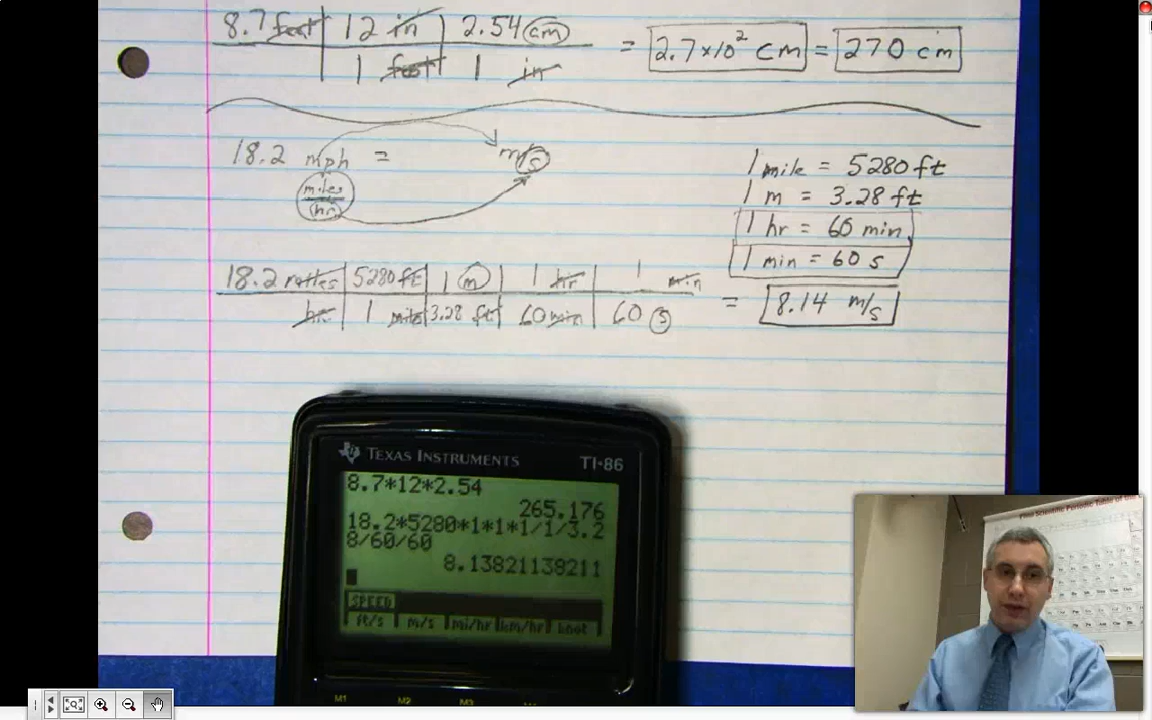 8.7 feet | 12 in | 2.54 cm = 2.7×10² cm = 270 cm
1 foot | 1 in
18.2 mph = m/s
miles
hr
1 mile = 5280 ft
1 m = 3.28 ft
1 hr = 60 min
1 min = 60 s
18.2 miles | 5280 ft | 1 m | 1 hr | 1 min
hr | 1 mile | 3.28 ft | 60 min | 60 s
= 8.14 m/s
TEXAS INSTRUMENTS TI-86
8.7*12*2.54
265.176
18.2*5280*1*1*1/1/3.2
8/60/60
8.13821138211
SPEED
ft/s m/s mi/hr km/hr knot
M1 M2 M3